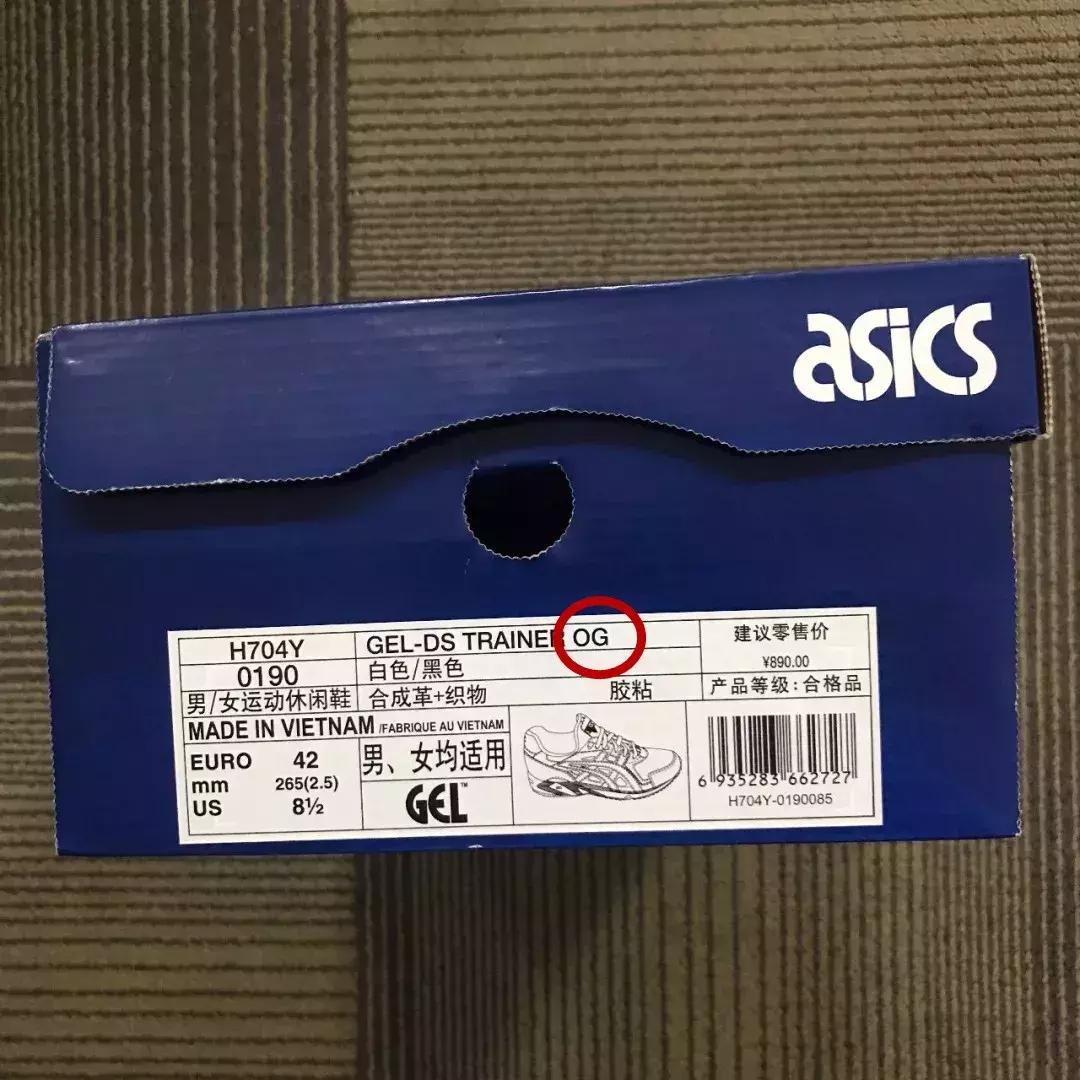 asics
H704Y
0190
男/女运动休闲鞋
GEL-DS TRAINER OG
白色/黑色
合成革+织物 胶粘
建议零售价
¥890.00
产品等级:合格品
MADE IN VIETNAM /FABRIQUE AU VIETNAM
EURO 42
mm 265(2.5)
US 8½
男、女均适用
GEL™
6 935283 662727
H704Y-0190085